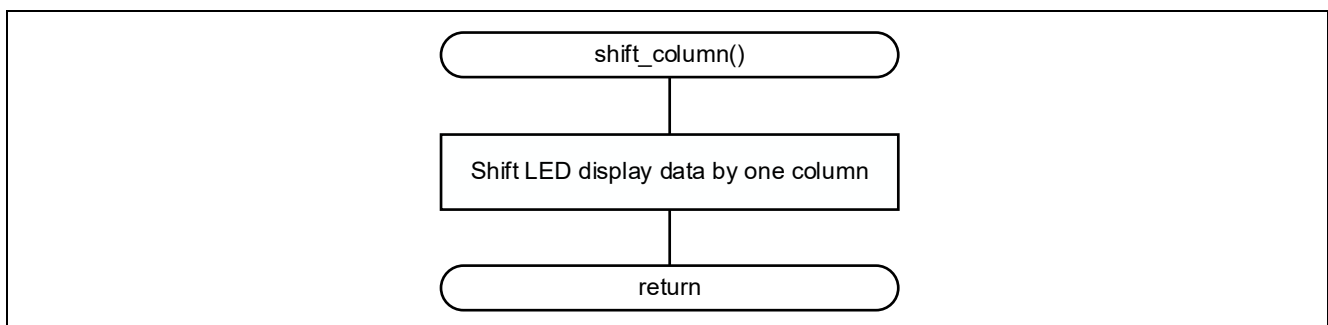 shift_column()
Shift LED display data by one column
return